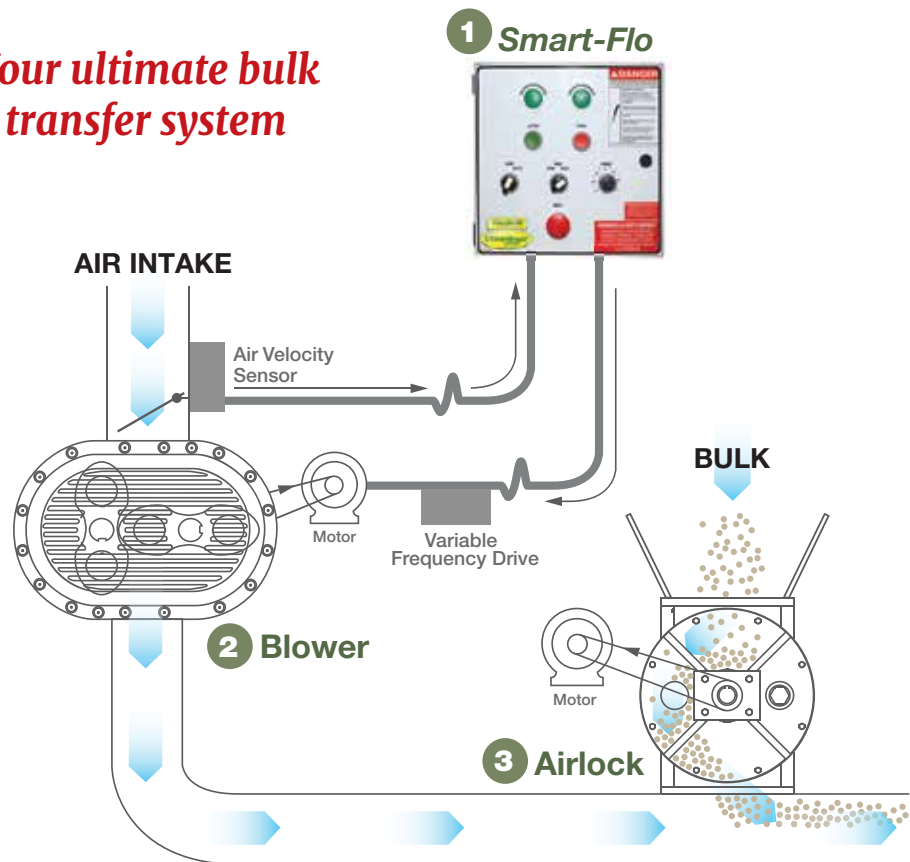 our ultimate bulk
transfer system
1 Smart-Flo
DANGER
AIR INTAKE
Air Velocity
Sensor
Motor
Variable
Frequency Drive
BULK
2 Blower
Motor
3 Airlock